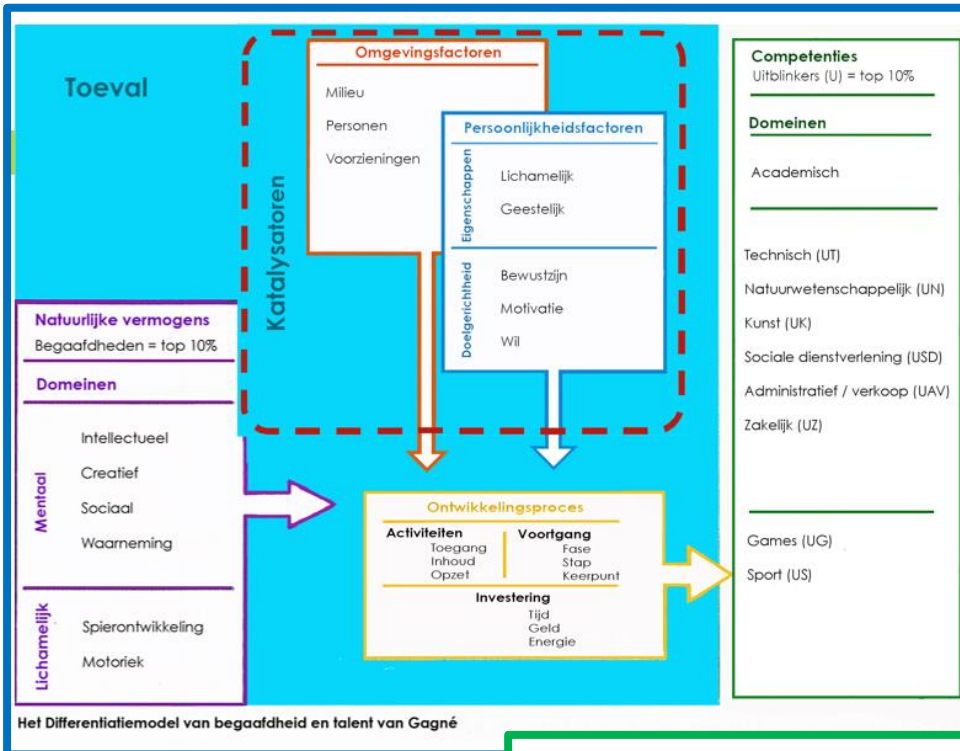 Toeval
Katalysatoren
Omgevingsfactoren
Milieu
Personen
Voorzieningen
Persoonlijkheidsfactoren
Eigenschappen
Lichamelijk
Geestelijk
Doelgerichtheid
Bewustzijn
Motivatie
Wil
Natuurlijke vermogens
Begaafdheden = top 10%
Domeinen
Mentaal
Intellectueel
Creatief
Sociaal
Waarneming
Lichamelijk
Spierontwikkeling
Motoriek
Ontwikkelingsproces
Activiteiten
Toegang
Inhoud
Opzet
Voortgang
Fase
Stap
Keerpunt
Investering
Tijd
Geld
Energie
Competenties
Uitblinkers (U) = top 10%
Domeinen
Academisch
Technisch (UT)
Natuurwetenschappelijk (UN)
Kunst (UK)
Sociale dienstverlening (USD)
Administratief / verkoop (UAV)
Zakelijk (UZ)
Games (UG)
Sport (US)
Het Differentiatiemodel van begaafdheid en talent van Gagné